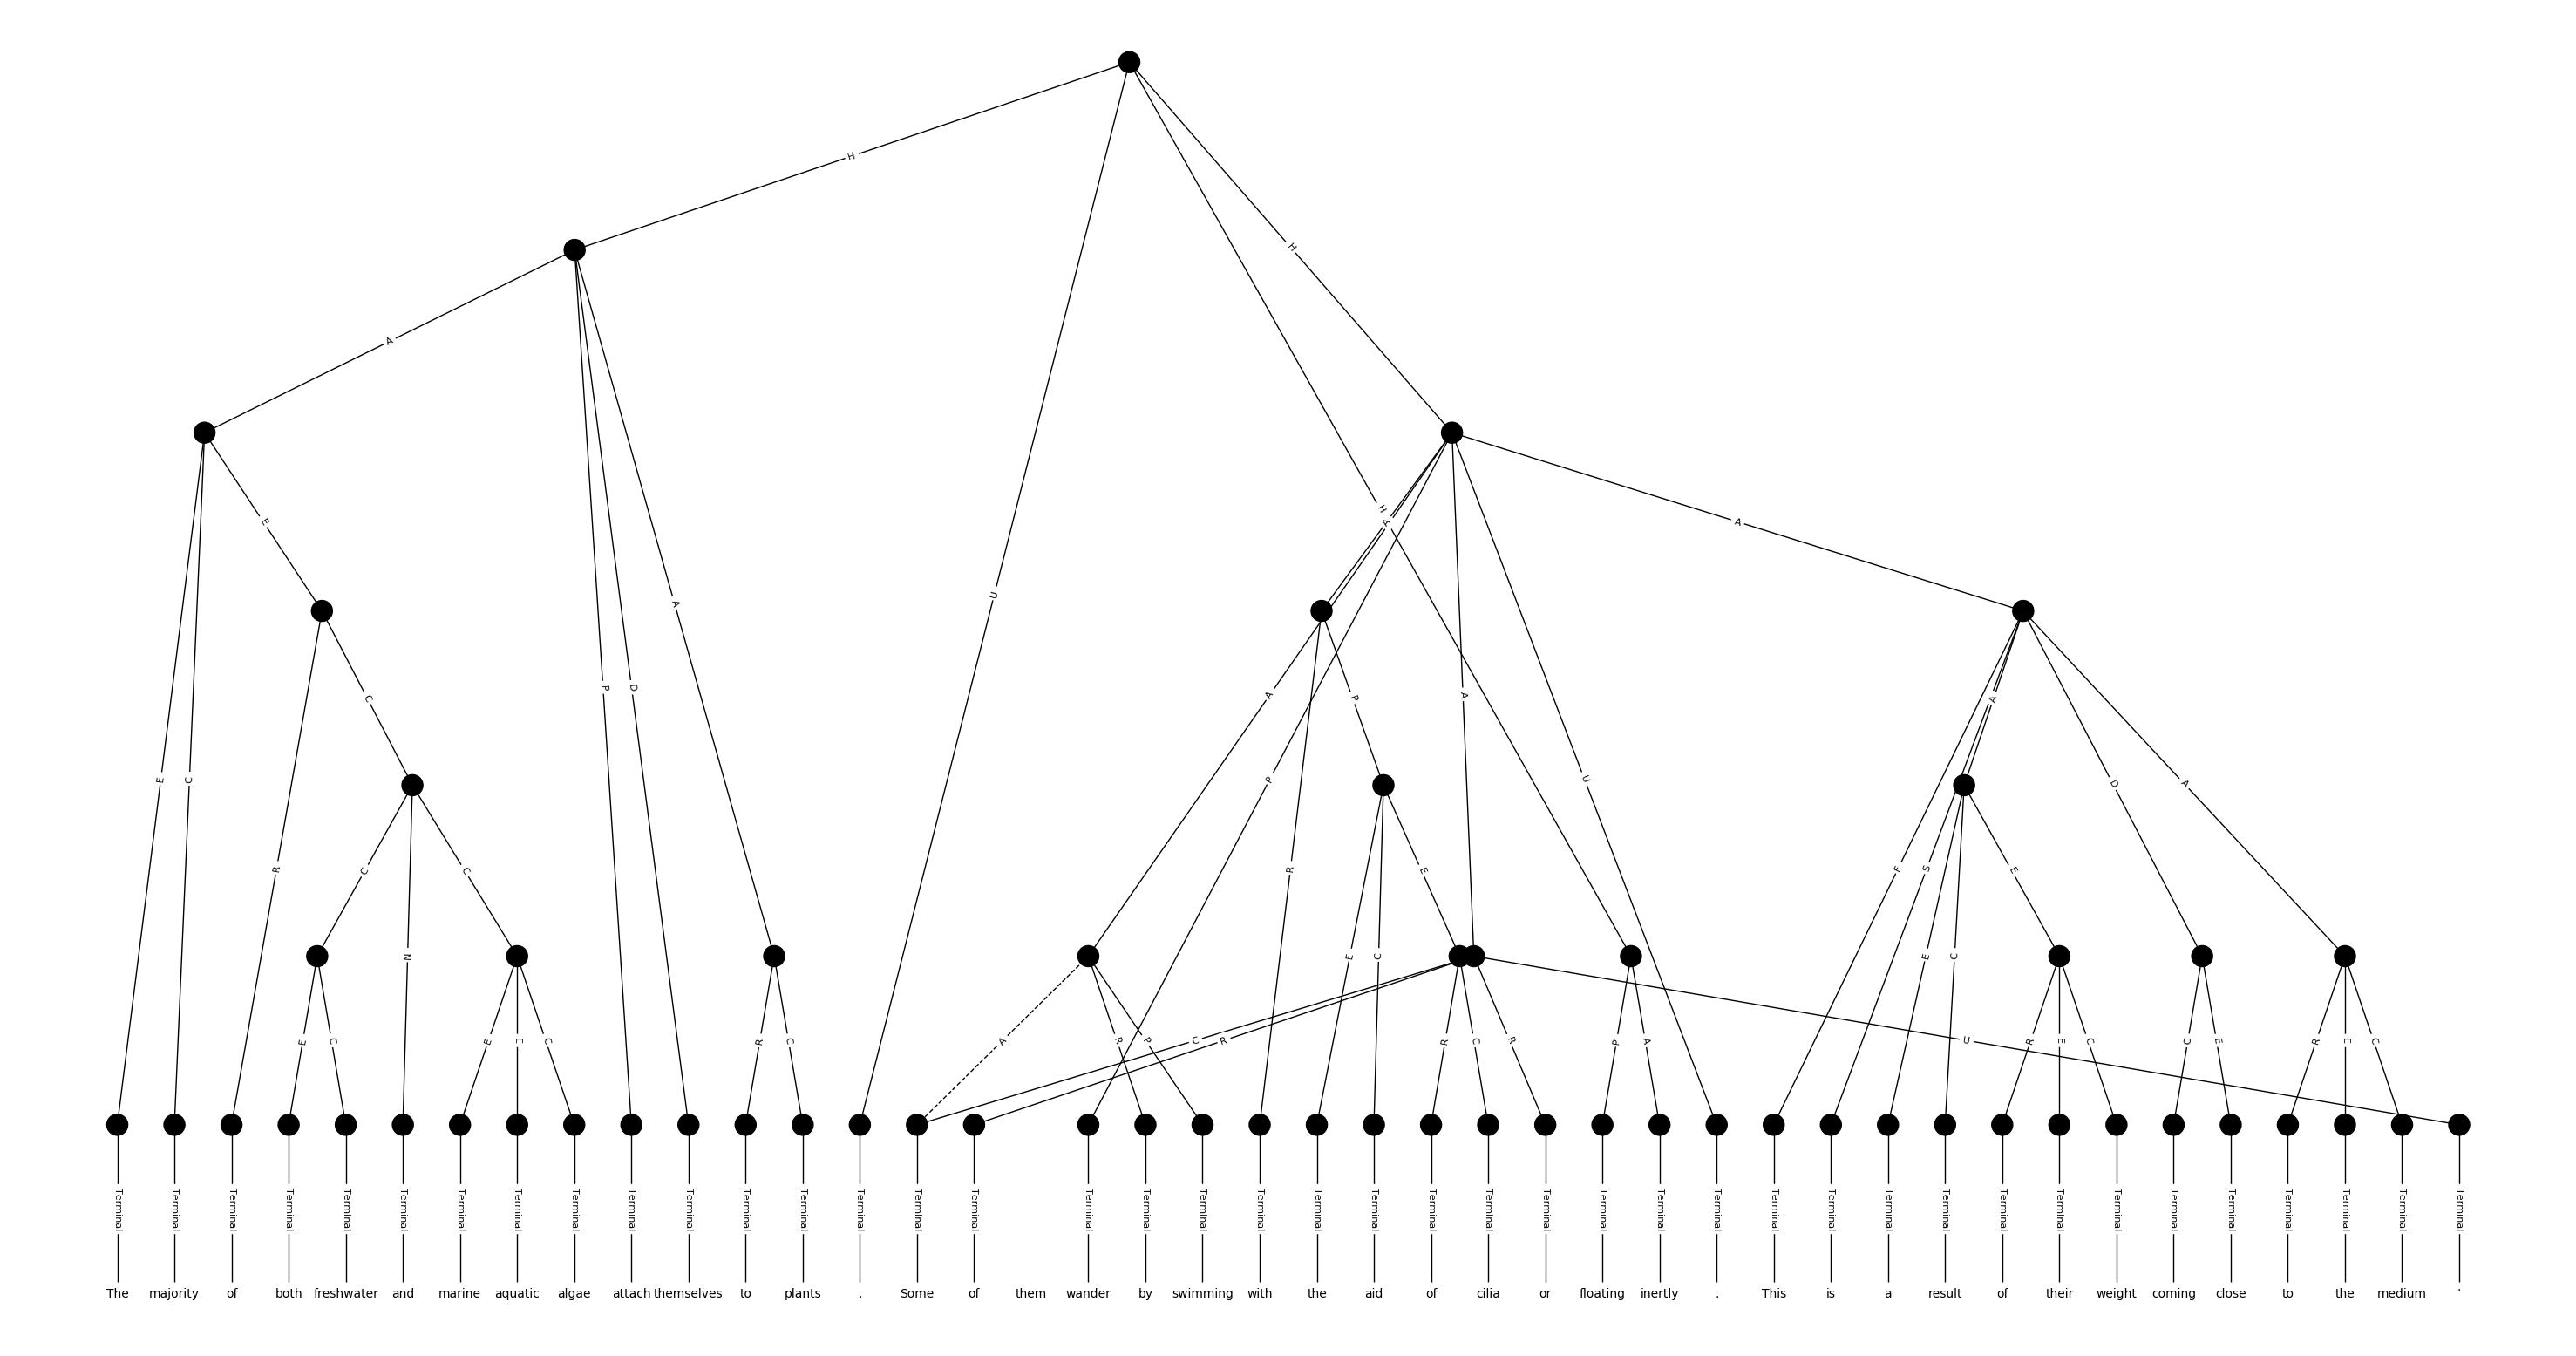 H
H
A
H
A
A
E
U
A
P
D
A
C
A
P
A
A
E
C
P
U
D
A
R
C
C
R
E
F
S
E
N
E
C
E
C
E
C
E
E
C
R
C
A
R
P
C
R
R
C
R
P
A
U
R
E
C
C
E
R
E
C
Terminal Terminal Terminal Terminal Terminal Terminal Terminal Terminal Terminal Terminal Terminal Terminal Terminal Terminal Terminal Terminal Terminal Terminal Terminal Terminal Terminal Terminal Terminal Terminal Terminal Terminal Terminal Terminal Terminal Terminal Terminal Terminal Terminal Terminal Terminal Terminal Terminal Terminal Terminal Terminal Terminal
The majority of both freshwater and marine aquatic algae attach themselves to plants . Some of them wander by swimming with the aid of cilia or floating inertly . This is a result of their weight coming close to the medium .